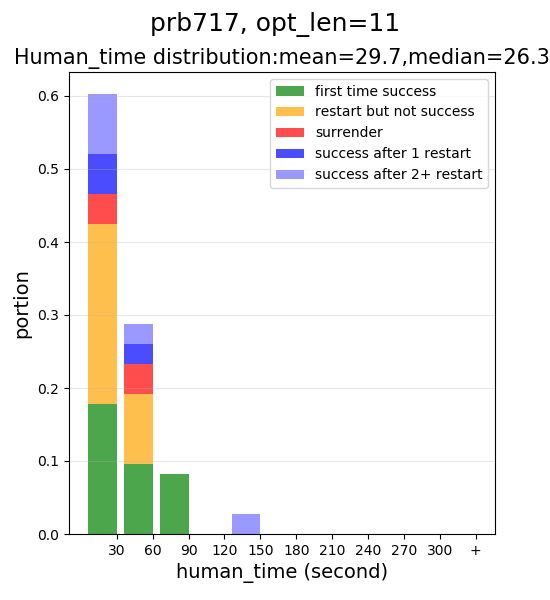 prb717, opt_len=11
Human_time distribution:mean=29.7,median=26.3
first time success
restart but not success
surrender
success after 1 restart
success after 2+ restart
0.6
0.5
0.4
0.3
0.2
0.1
0.0
portion
30 60 90 120 150 180 210 240 270 300 +
human_time (second)